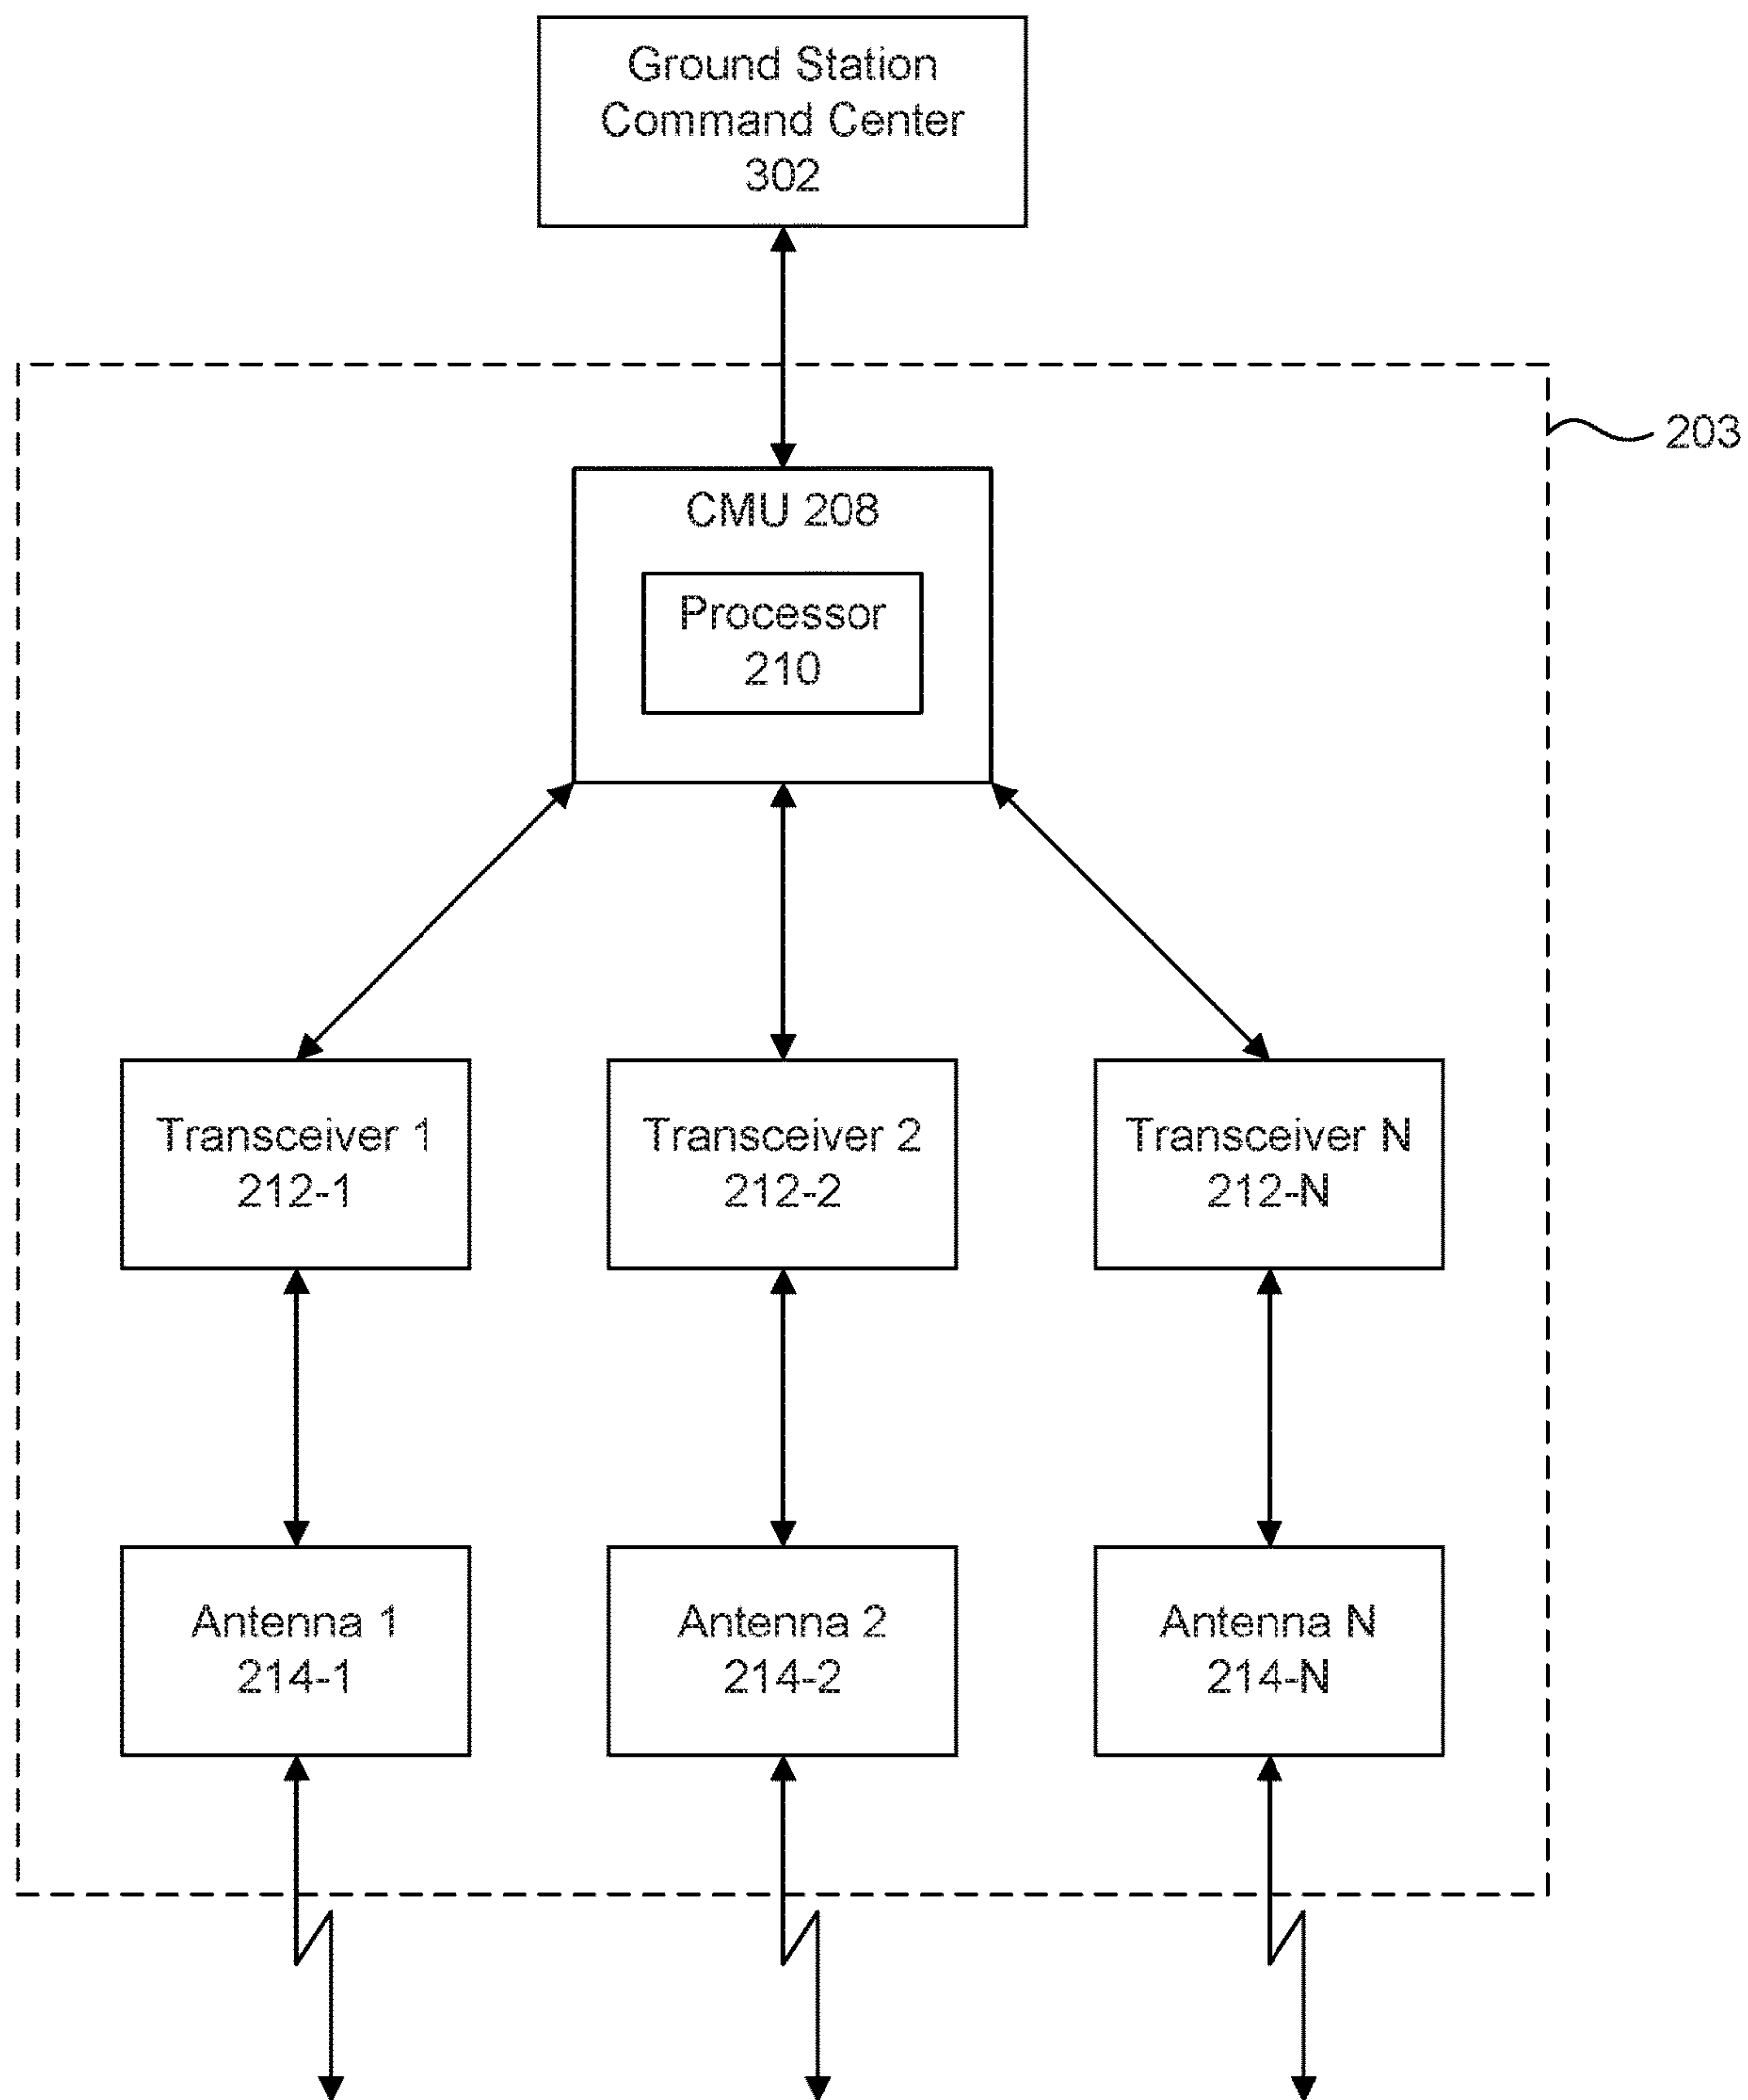 Ground Station
Command Center
302
203
CMU 208
Processor
210
Transceiver 1
212-1
Transceiver 2
212-2
Transceiver N
212-N
Antenna 1
214-1
Antenna 2
214-2
Antenna N
214-N